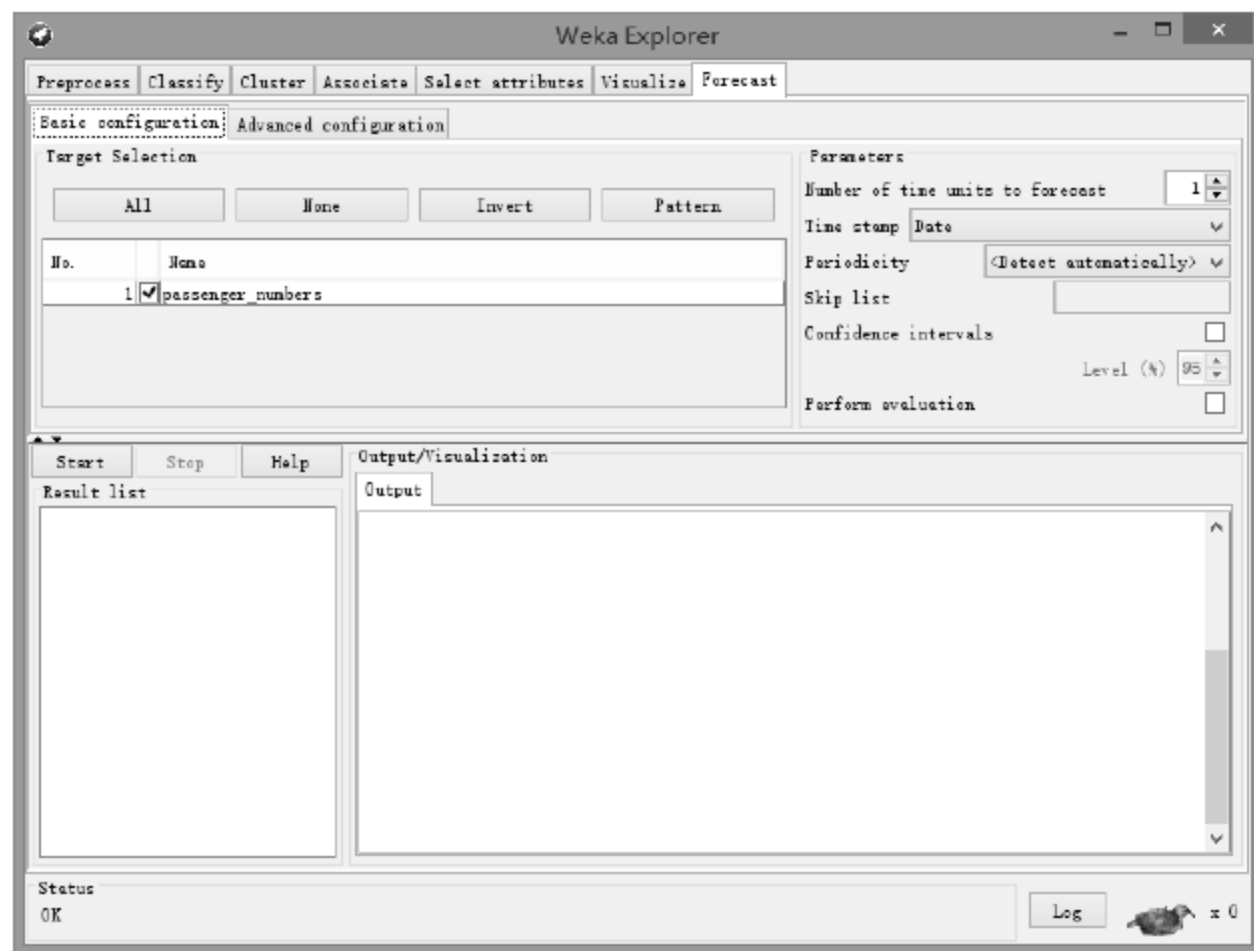 Weka Explorer
Preprocess Classify Cluster Associate Select attributes Visualize Forecast
Basic configuration Advanced configuration
Target Selection
All None Invert Pattern
No. Name
1 passenger_numbers
Parameters
Number of time units to forecast 1
Time stamp Date
Periodicity <Detect automatically>
Skip list
Confidence intervals
Level (%) 95
Perform evaluation
Start Stop Help
Result list
Output/Visualization
Output
Status
OK
Log x 0